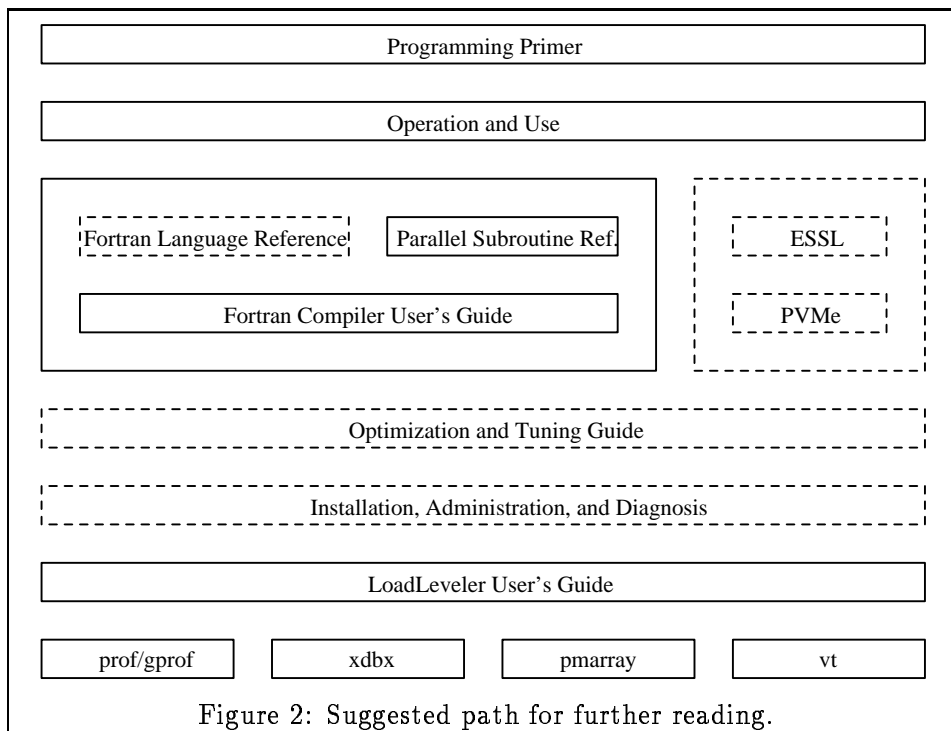 Programming Primer
Operation and Use
Fortran Language Reference
Parallel Subroutine Ref.
Fortran Compiler User's Guide
ESSL
PVMe
Optimization and Tuning Guide
Installation, Administration, and Diagnosis
LoadLeveler User's Guide
prof/gprof
xdbx
pmarray
vt
Figure 2: Suggested path for further reading.